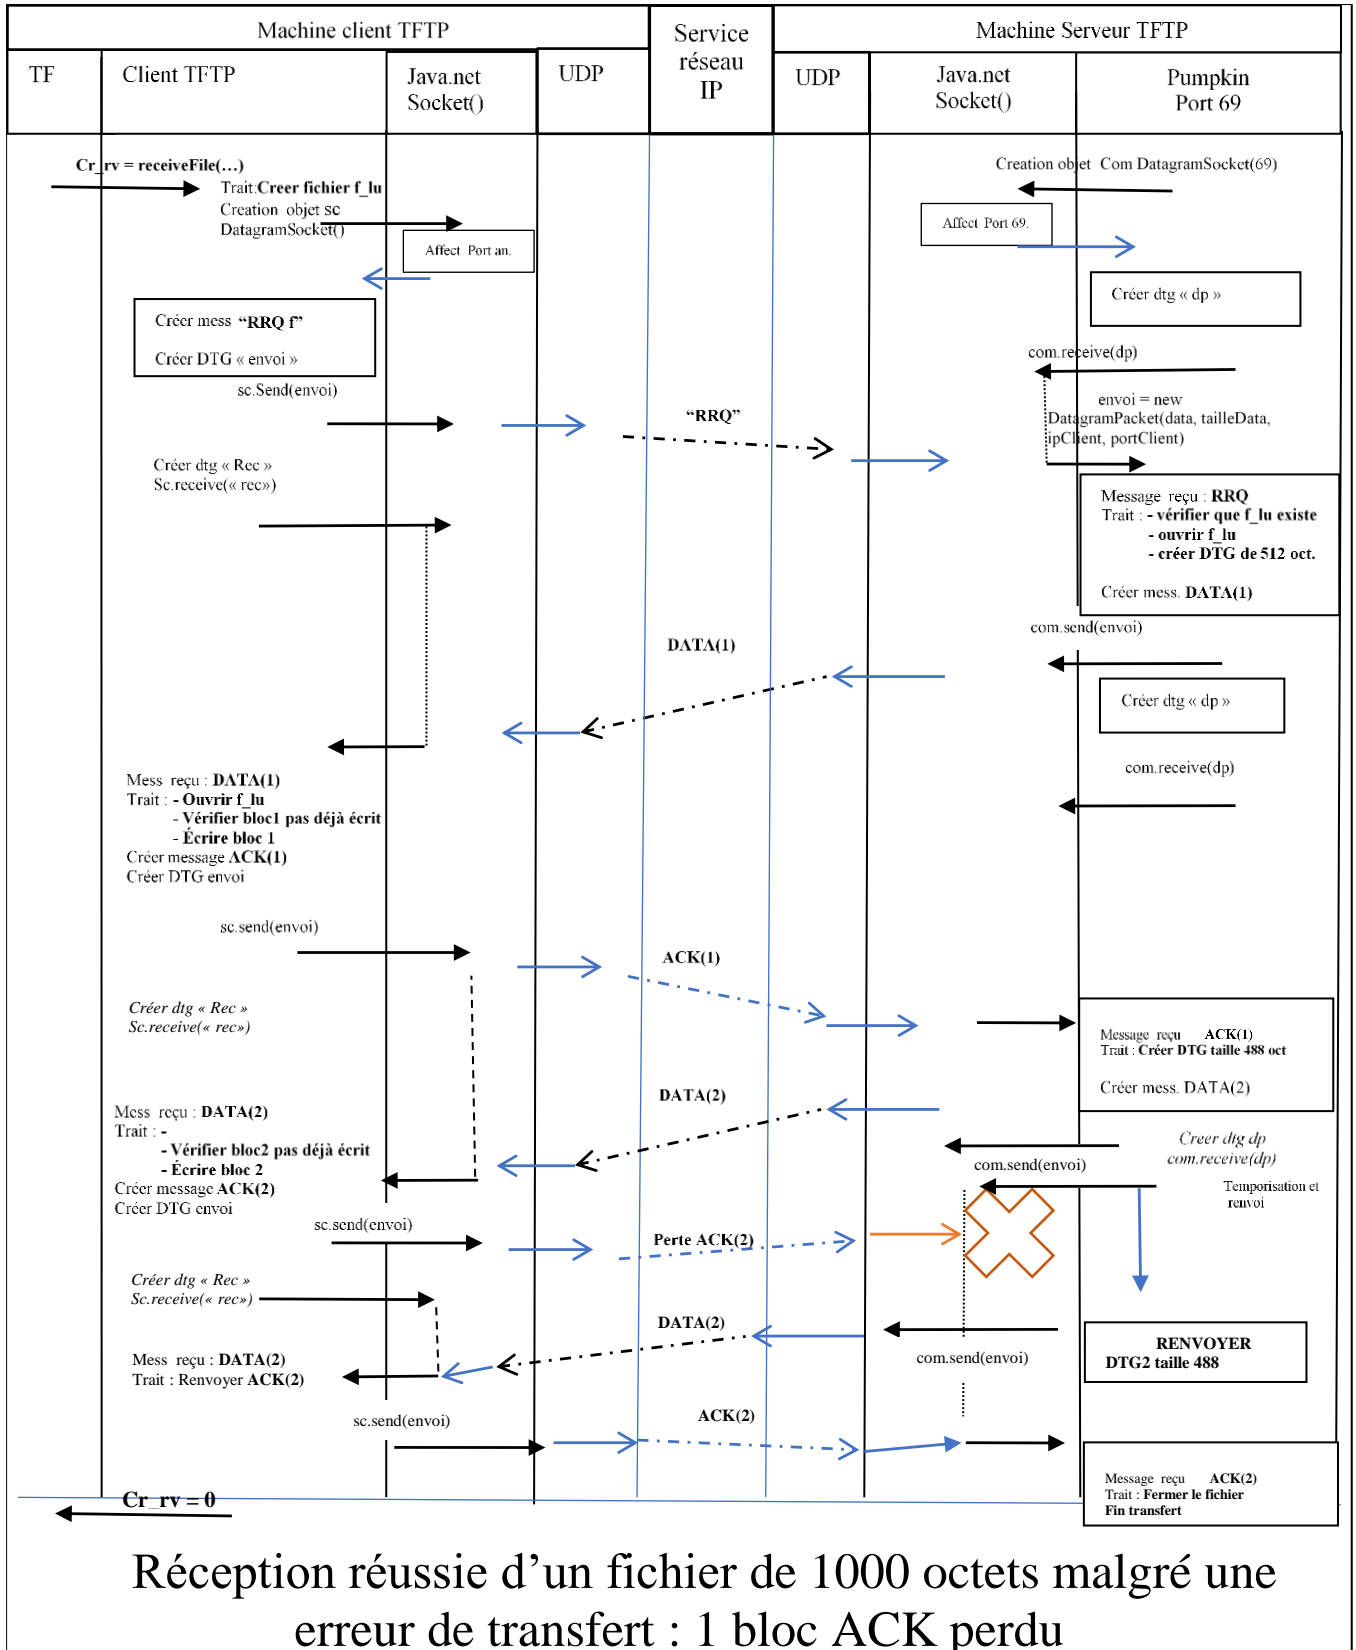 Machine client TFTP
Service
réseau
IP
Machine Serveur TFTP
TF
Client TFTP
Java.net
Socket()
UDP
UDP
Java.net
Socket()
Pumpkin
Port 69
Cr_rv = receiveFile(…)
Trait:Creer fichier f_lu
Creation objet sc
DatagramSocket()
Affect Port an.
Creation objet Com DatagramSocket(69)
Affect Port 69.
Créer dtg « dp »
Créer mess “RRQ f”
Créer DTG « envoi »
sc.Send(envoi)
com.receive(dp)
“RRQ”
envoi = new
DatagramPacket(data, tailleData,
ipClient, portClient)
Créer dtg « Rec »
Sc.receive(« rec»)
Message reçu : RRQ
Trait : - vérifier que f_lu existe
- ouvrir f_lu
- créer DTG de 512 oct.
Créer mess. DATA(1)
com.send(envoi)
DATA(1)
Créer dtg « dp »
com.receive(dp)
Mess reçu : DATA(1)
Trait : - Ouvrir f_lu
- Vérifier bloc1 pas déjà écrit
- Écrire bloc 1
Créer message ACK(1)
Créer DTG envoi
sc.send(envoi)
ACK(1)
Créer dtg « Rec »
Sc.receive(« rec»)
Message reçu ACK(1)
Trait : Créer DTG taille 488 oct
Créer mess. DATA(2)
DATA(2)
Mess reçu : DATA(2)
Trait : -
- Vérifier bloc2 pas déjà écrit
- Écrire bloc 2
Créer message ACK(2)
Créer DTG envoi
Creer dtg dp
com.receive(dp)
com.send(envoi)
Temporisation et
renvoi
sc.send(envoi)
Perte ACK(2)
Créer dtg « Rec »
Sc.receive(« rec»)
DATA(2)
com.send(envoi)
RENVOYER
DTG2 taille 488
Mess reçu : DATA(2)
Trait : Renvoyer ACK(2)
sc.send(envoi)
ACK(2)
Message reçu ACK(2)
Trait : Fermer le fichier
Fin transfert
Cr_rv = 0
Réception réussie d’un fichier de 1000 octets malgré une
erreur de transfert : 1 bloc ACK perdu